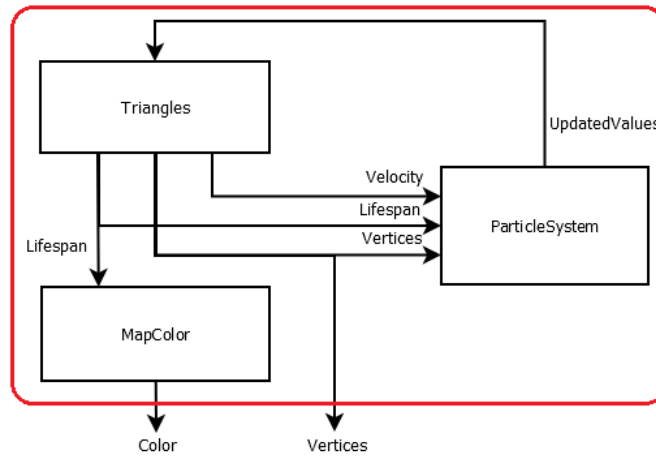 Triangles
UpdatedValues
Velocity
Lifespan
Vertices
ParticleSystem
Lifespan
MapColor
Color
Vertices